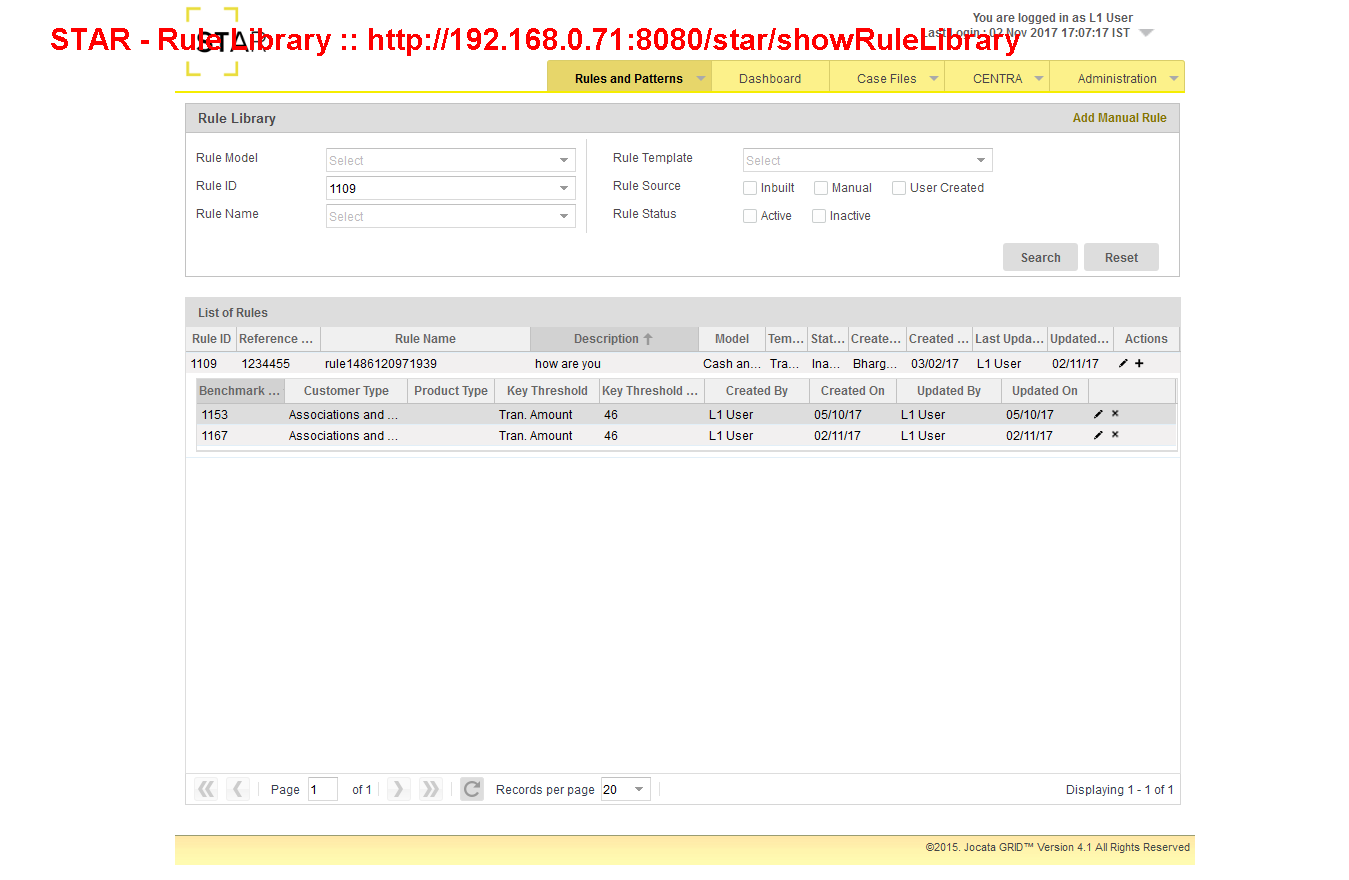 You are logged in as L1 User
STAR
STAR - Rule Library :: http://192.168.0.71:8080/star/showRuleLibrary
Last Login : 02 Nov 2017 17:07:17 IST
Rules and Patterns Dashboard Case Files CENTRA Administration
Rule Library Add Manual Rule
Rule Model Select Rule Template Select
Rule ID 1109 Rule Source Inbuilt Manual User Created
Rule Name Select Rule Status Active Inactive
Search Reset
List of Rules
Rule ID Reference ... Rule Name Description Model Tem... Stat... Create... Created ... Last Upda... Updated... Actions
1109 1234455 rule1486120971939 how are you Cash an... Tra... Ina... Bharg... 03/02/17 L1 User 02/11/17
Benchmark ... Customer Type Product Type Key Threshold Key Threshold ... Created By Created On Updated By Updated On
1153 Associations and ... Tran. Amount 46 L1 User 05/10/17 L1 User 05/10/17
1167 Associations and ... Tran. Amount 46 L1 User 02/11/17 L1 User 02/11/17
Page 1 of 1 Records per page 20 Displaying 1 - 1 of 1
©2015. Jocata GRID™ Version 4.1 All Rights Reserved